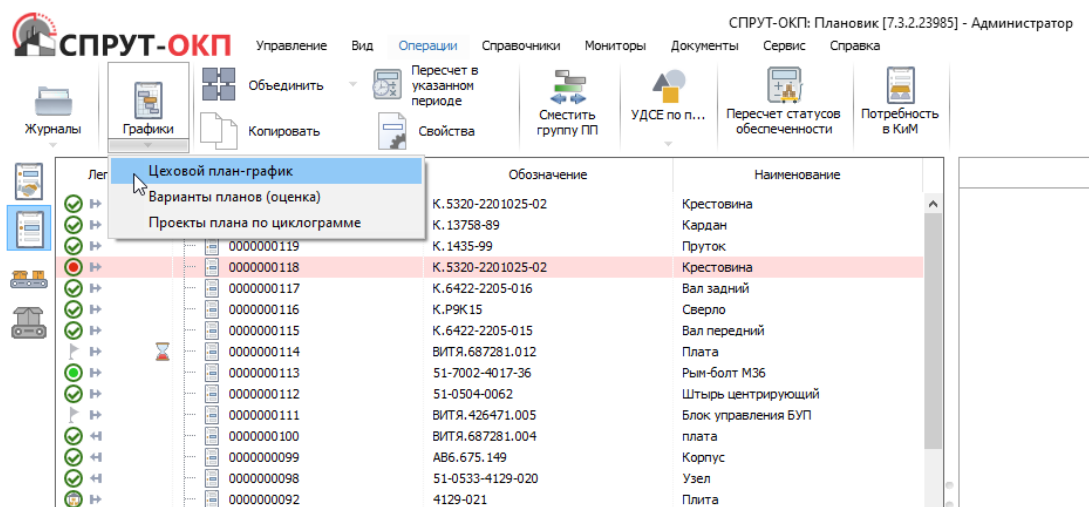 СПРУТ-ОКП: Плановик [7.3.2.23985] - Администратор
СПРУТ-ОКП
Управление Вид Операции Справочники Мониторы Документы Сервис Справка
Журналы
Графики
Объединить
Копировать
Пересчет в
указанном
периоде
Свойства
Сместить
группу ПП
УДСЕ по п...
Пересчет статусов
обеспеченности
Потребность
в КиМ
Цеховой план-график
Варианты планов (оценка)
Проекты плана по циклограмме
Лег Обозначение Наименование
К.5320-2201025-02 Крестовина
К.13758-89 Кардан
0000000119 К.1435-99 Пруток
0000000118 К.5320-2201025-02 Крестовина
0000000117 К.6422-2205-016 Вал задний
0000000116 К.Р9К15 Сверло
0000000115 К.6422-2205-015 Вал передний
0000000114 ВИТЯ.687281.012 Плата
0000000113 51-7002-4017-36 Рым-болт М36
0000000112 51-0504-0062 Штырь центрирующий
0000000111 ВИТЯ.426471.005 Блок управления БУП
0000000100 ВИТЯ.687281.004 плата
0000000099 АВ6.675.149 Корпус
0000000098 51-0533-4129-020 Узел
0000000092 4129-021 Плита